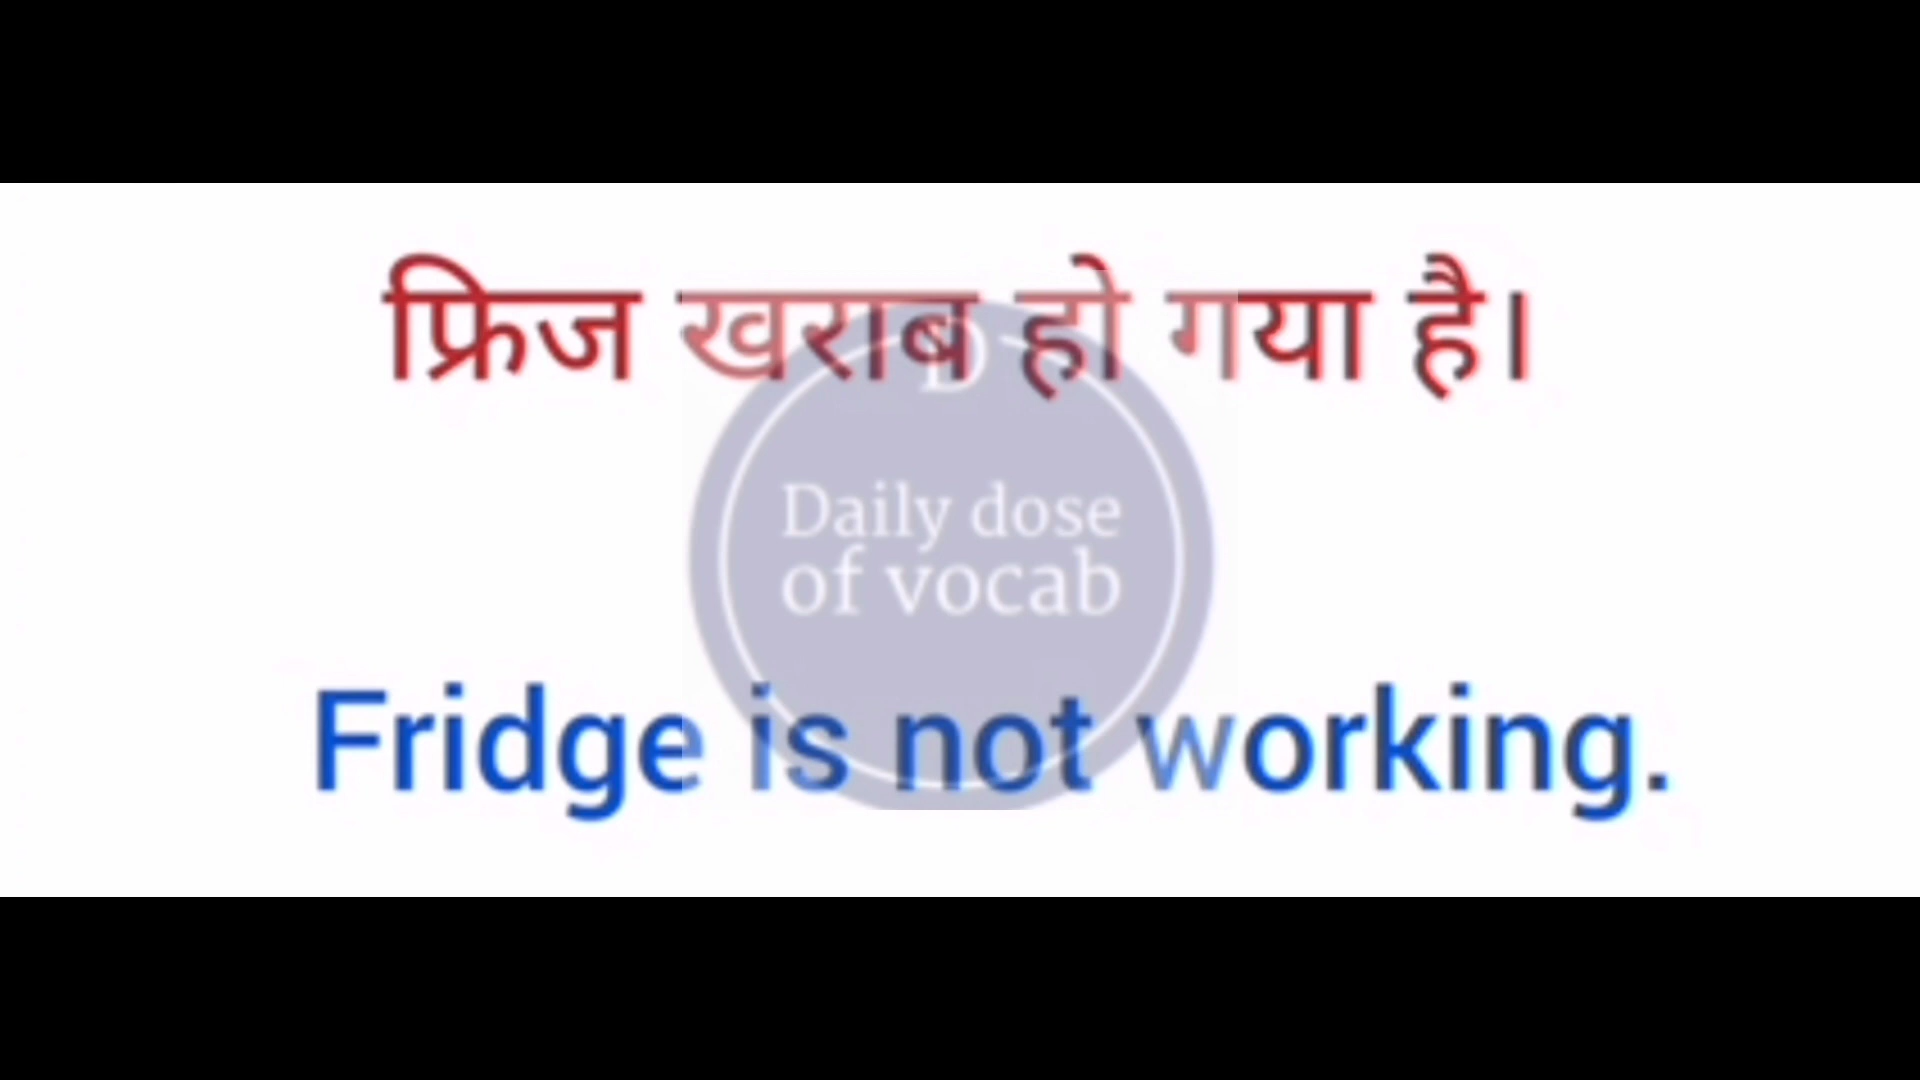 फ्रिज खराब हो गया है।
D
Daily dose
of vocab
Fridge is not working.